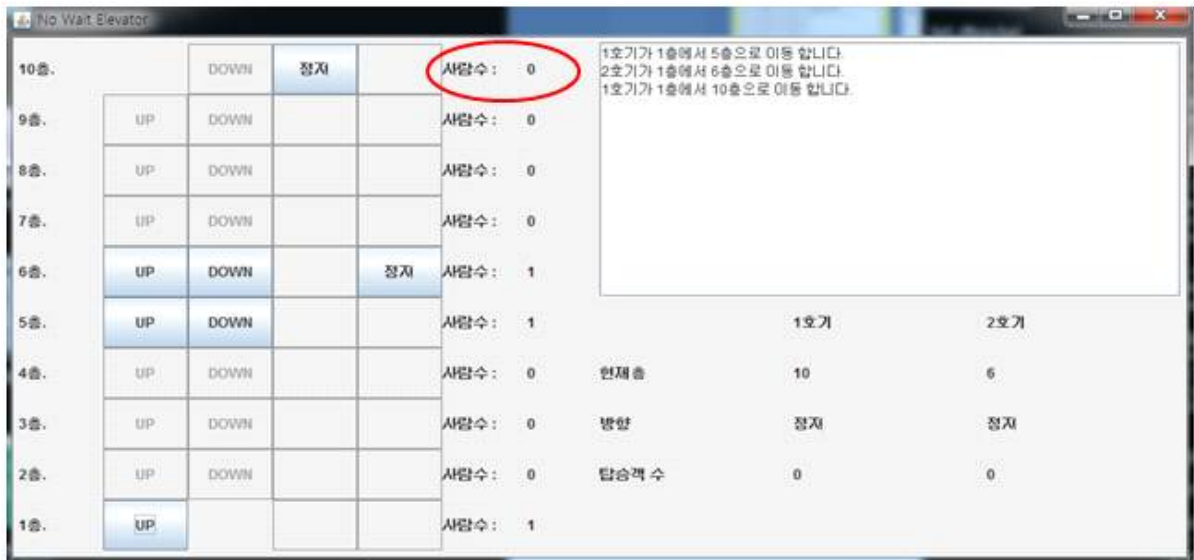 No Wait Elevator
10층. DOWN 정지 사람수 : 0
9층. UP DOWN 사람수 : 0
8층. UP DOWN 사람수 : 0
7층. UP DOWN 사람수 : 0
6층. UP DOWN 정지 사람수 : 1
5층. UP DOWN 사람수 : 1
4층. UP DOWN 사람수 : 0
3층. UP DOWN 사람수 : 0
2층. UP DOWN 사람수 : 0
1층. UP 사람수 : 1
1호기가 1층에서 5층으로 이동 합니다.
2호기가 1층에서 6층으로 이동 합니다.
1호기가 1층에서 10층으로 이동 합니다.
1호기 2호기
현재층 10 6
방향 정지 정지
탑승객 수 0 0